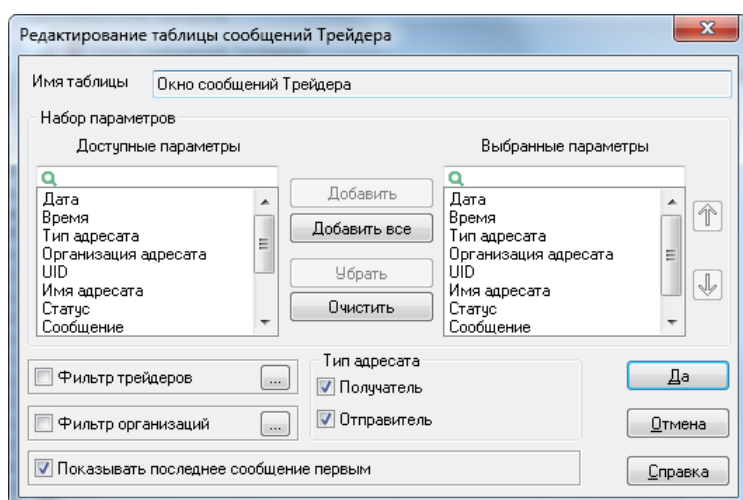 Редактирование таблицы сообщений Трейдера
Имя таблицы Окно сообщений Трейдера
Набор параметров
Доступные параметры Выбранные параметры
Дата
Время
Тип адресата
Организация адресата
UID
Имя адресата
Статус
Сообщение
Добавить
Добавить все
Убрать
Очистить
Дата
Время
Тип адресата
Организация адресата
UID
Имя адресата
Статус
Сообщение
Фильтр трейдеров ...
Фильтр организаций ...
Тип адресата
Получатель
Отправитель
Показывать последнее сообщение первым
Да
Отмена
Справка